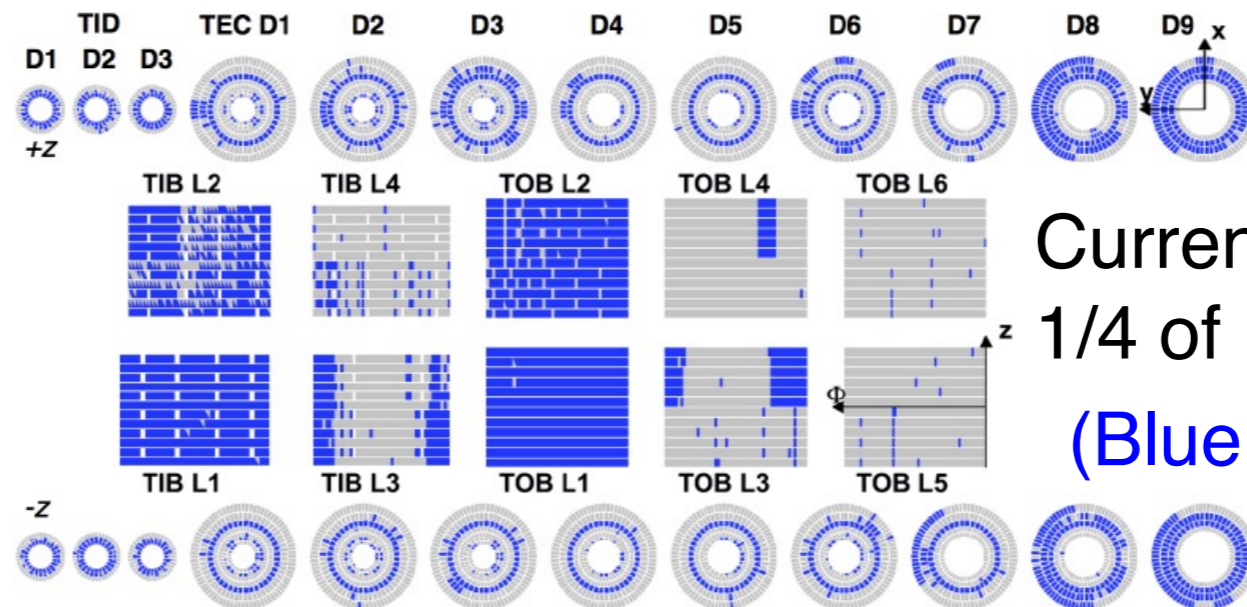 TID TEC D1 D2 D3 D4 D5 D6 D7 D8 D9 x
D1 D2 D3
y
+z
TIB L2 TIB L4 TOB L2 TOB L4 TOB L6
z
Φ
TIB L1 TIB L3 TOB L1 TOB L3 TOB L5
-z
Curren
1/4 of
(Blue